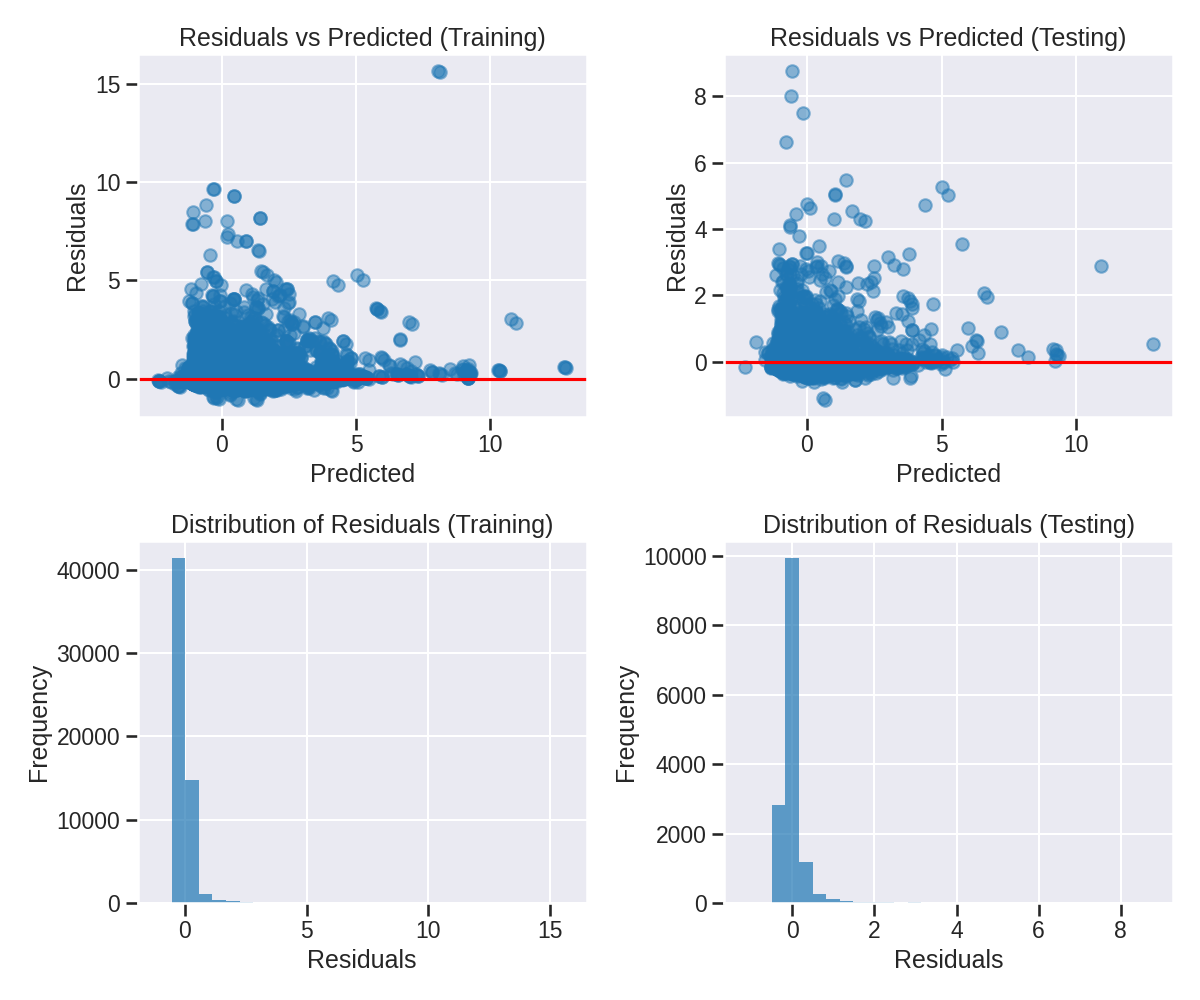 Residuals vs Predicted (Training)
Residuals
15
10
5
0
0
5
10
Predicted
Residuals vs Predicted (Testing)
Residuals
8
6
4
2
0
0
5
10
Predicted
Distribution of Residuals (Training)
Frequency
40000
30000
20000
10000
0
0
5
10
15
Residuals
Distribution of Residuals (Testing)
Frequency
10000
8000
6000
4000
2000
0
0
2
4
6
8
Residuals